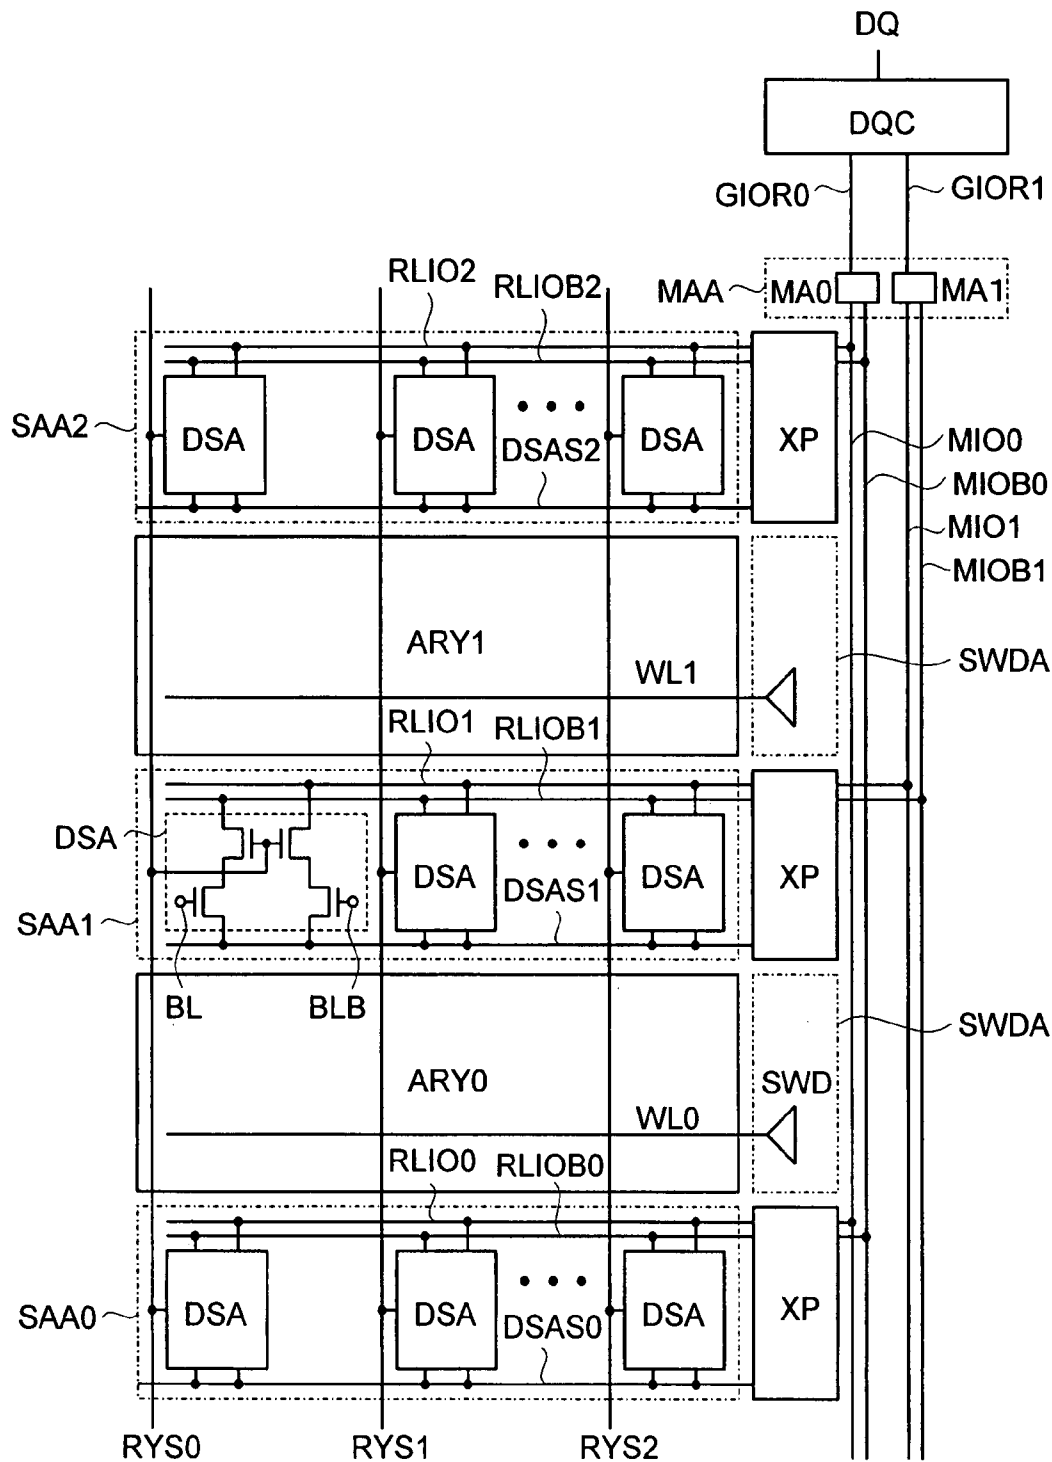 DQ
DQC
GIOR0
GIOR1
RLIO2
RLIOB2
MAA
MA0
MA1
SAA2
DSA
DSA
DSA
DSAS2
XP
MIO0
MIOB0
MIO1
MIOB1
ARY1
WL1
SWDA
RLIO1
RLIOB1
DSA
DSA
DSA
DSAS1
XP
SAA1
BL
BLB
ARY0
SWD
SWDA
WL0
RLIO0
RLIOB0
SAA0
DSA
DSA
DSA
DSAS0
XP
RYS0
RYS1
RYS2